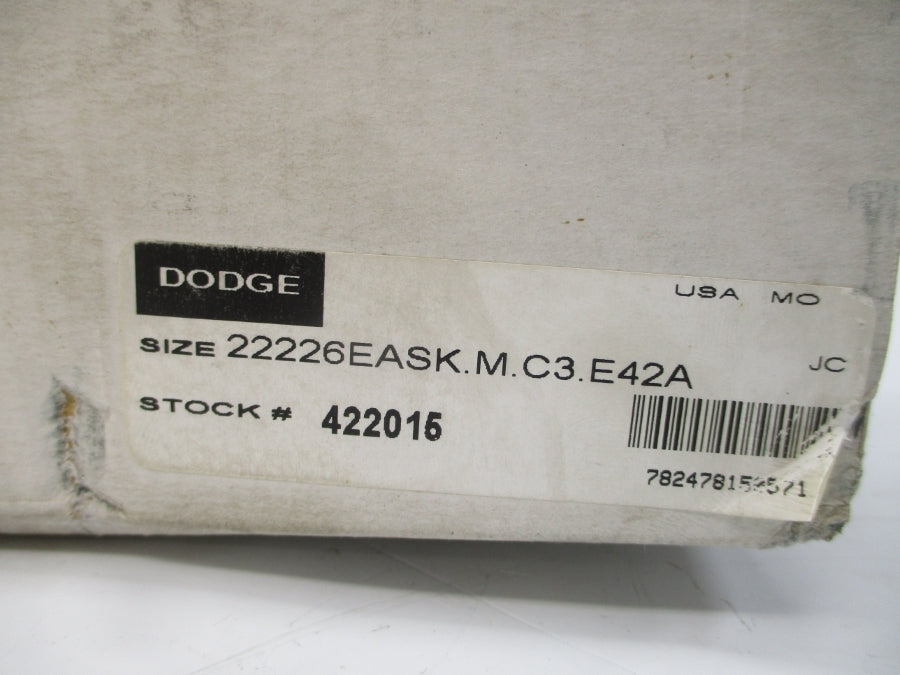 DODGE
USA MO
SIZE 22226EASK.M.C3.E42A
JC
STOCK # 422015